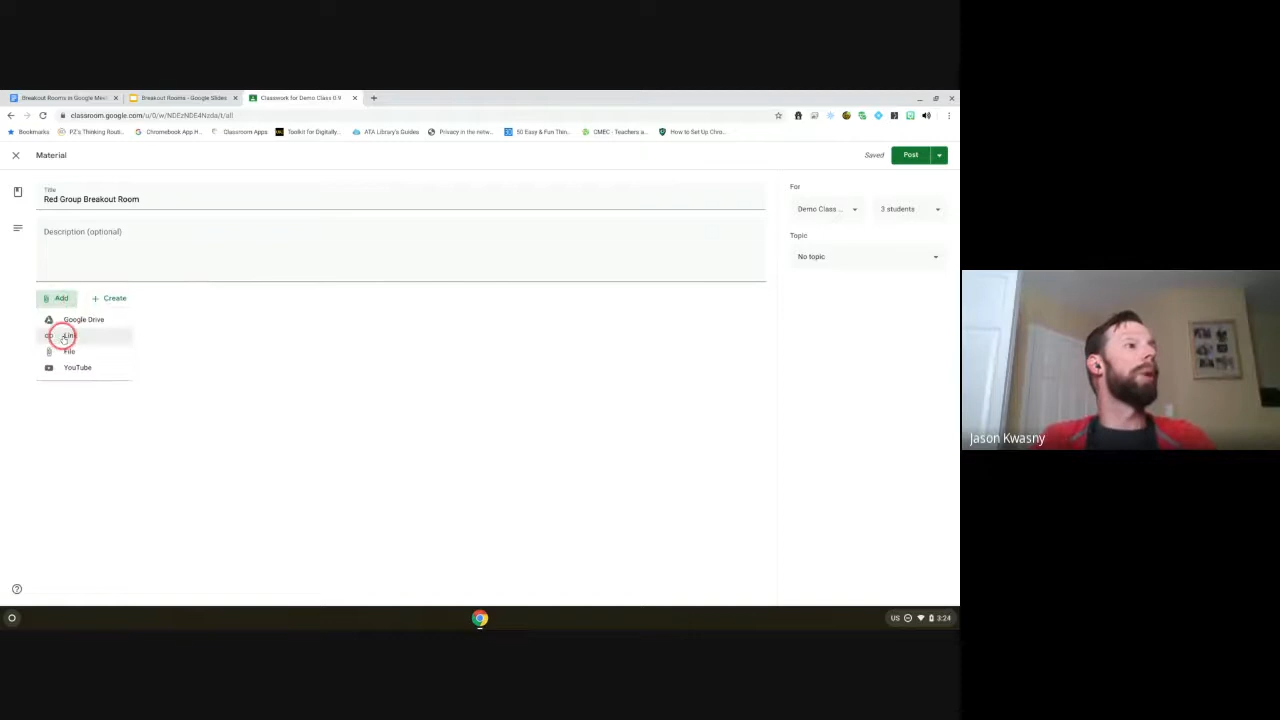 Breakout Rooms in Google Mee
Breakout Rooms - Google Slides
Classwork for Demo Class 0.9
classroom.google.com/u/0/w/NDEzNDE4Nzda/t/all
Bookmarks
PZ's Thinking Routi...
Chromebook App H...
Classroom Apps
Toolkit for Digitally...
ATA Library's Guides
Privacy in the netw...
50 Easy & Fun Thin...
CMEC - Teachers a...
How to Set Up Chro...
Material
Saved
Post
Title
Red Group Breakout Room
Description (optional)
Add
Create
Google Drive
Link
File
YouTube
For
Demo Class ...
3 students
Topic
No topic
US
3:24
Jason Kwasny